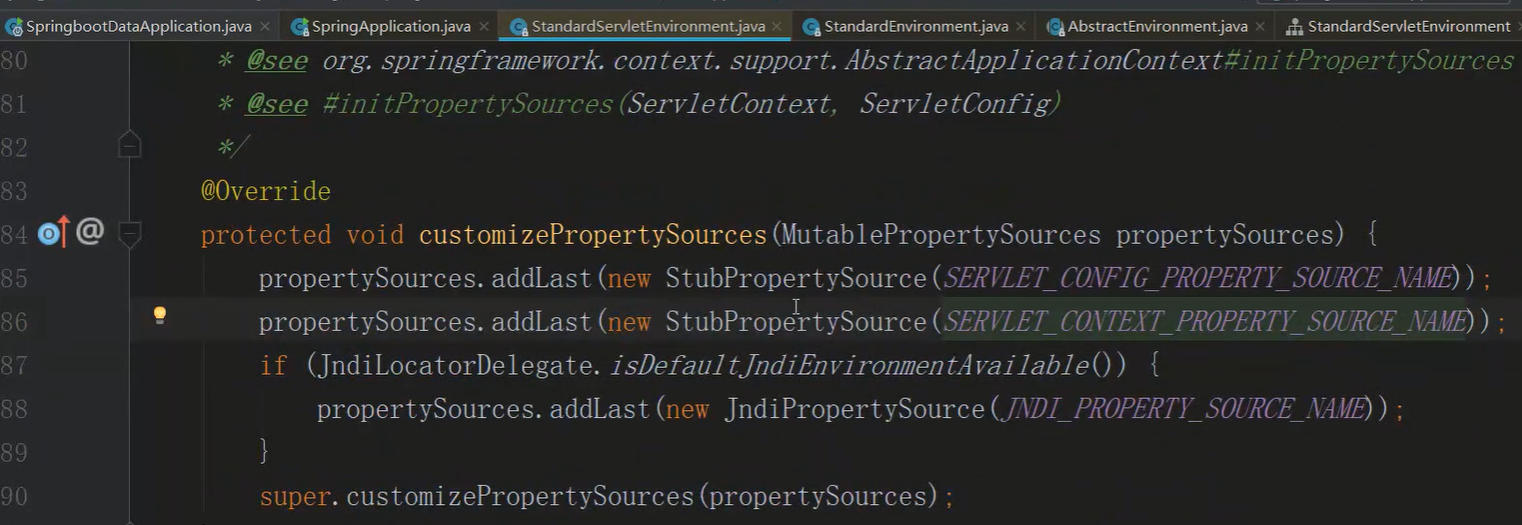 SpringbootDataApplication.java × SpringApplication.java × StandardServletEnvironment.java × StandardEnvironment.java × AbstractEnvironment.java × StandardServletEnvironment
80 * @see org.springframework.context.support.AbstractApplicationContext#initPropertySources
81 * @see #initPropertySources(ServletContext, ServletConfig)
82 */
83 @Override
84 @ protected void customizePropertySources(MutablePropertySources propertySources) {
85 propertySources.addLast(new StubPropertySource(SERVLET_CONFIG_PROPERTY_SOURCE_NAME));
86 propertySources.addLast(new StubPropertySource(SERVLET_CONTEXT_PROPERTY_SOURCE_NAME));
87 if (JndiLocatorDelegate.isDefaultJndiEnvironmentAvailable()) {
88 propertySources.addLast(new JndiPropertySource(JNDI_PROPERTY_SOURCE_NAME));
89 }
90 super.customizePropertySources(propertySources);